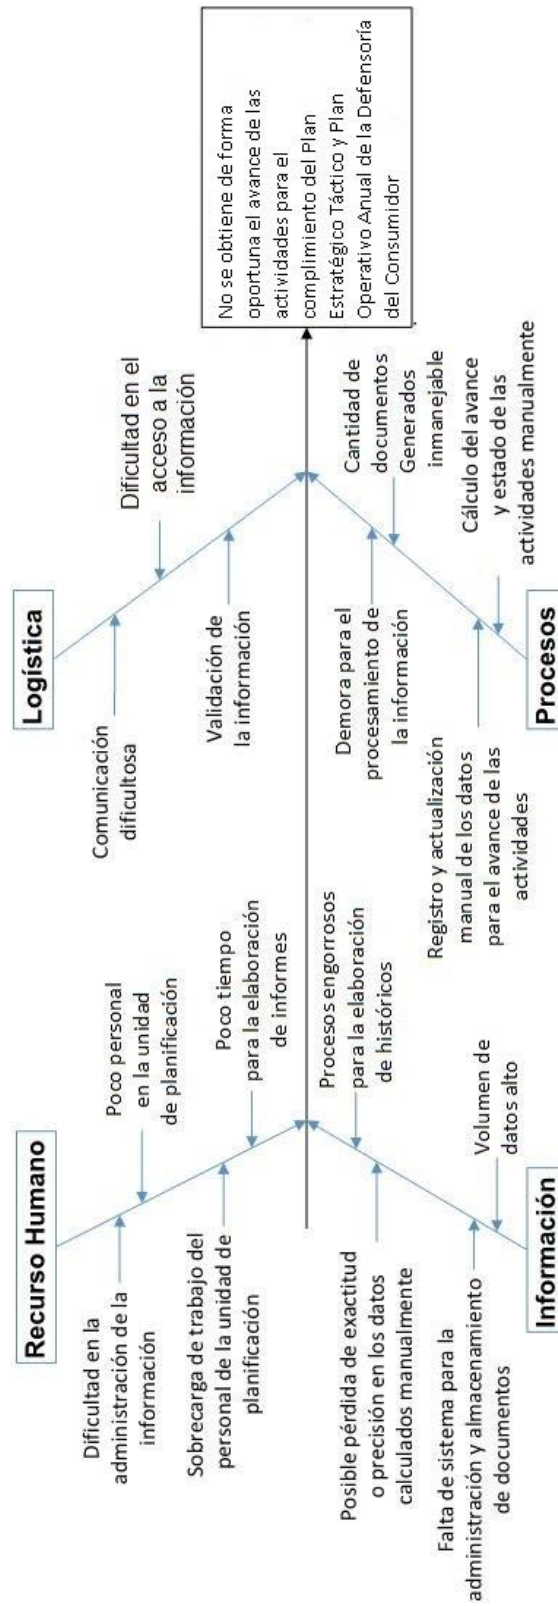 Recurso Humano
Dificultad en la
administración de la
información
Poco personal
en la unidad
de planificación
Sobrecarga de trabajo del
personal de la unidad de
planificación
Poco tiempo
para la elaboración
de informes
Logística
Comunicación
dificultosa
Dificultad en el
acceso a la
información
Validación de
la información
No se obtiene de forma
oportuna el avance de las
actividades para el
complimiento del Plan
Estratégico Táctico y Plan
Operativo Anual de la Defensoría
del Consumidor
Procesos engorrosos
para la elaboración
de históricos
Posible pérdida de exactitud
o precisión en los datos
calculados manualmente
Volumen de
datos alto
Falta de sistema para la
administración y almacenamiento
de documentos
Información
Cantidad de
documentos
Generados
inmanejable
Demora para el
procesamiento de
la información
Cálculo del avance
y estado de las
actividades manualmente
Registro y actualización
manual de los datos
para el avance de las
actividades
Procesos